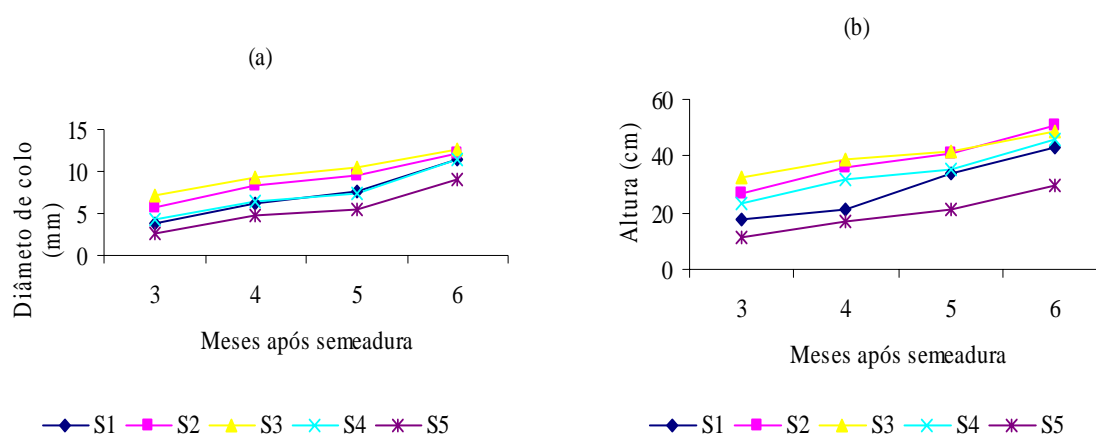 (a)
Diâmeto de colo
(mm)
15
10
5
0
3 4 5 6
Meses após semeadura
S1 S2 S3 S4 S5
(b)
Altura (cm)
60
40
20
0
3 4 5 6
Meses após semeadura
S1 S2 S3 S4 S5